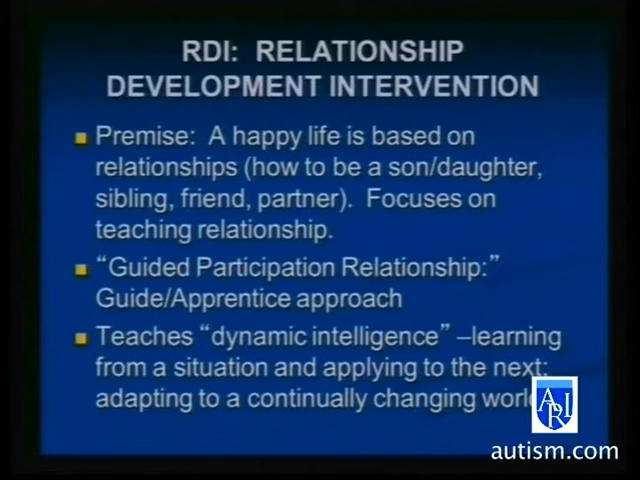 RDI: RELATIONSHIP
DEVELOPMENT INTERVENTION
Premise: A happy life is based on
relationships (how to be a son/daughter,
sibling, friend, partner). Focuses on
teaching relationship.
“Guided Participation Relationship:”
Guide/Apprentice approach
Teaches “dynamic intelligence” –learning
from a situation and applying to the next;
adapting to a continually changing world
ARI
autism.com